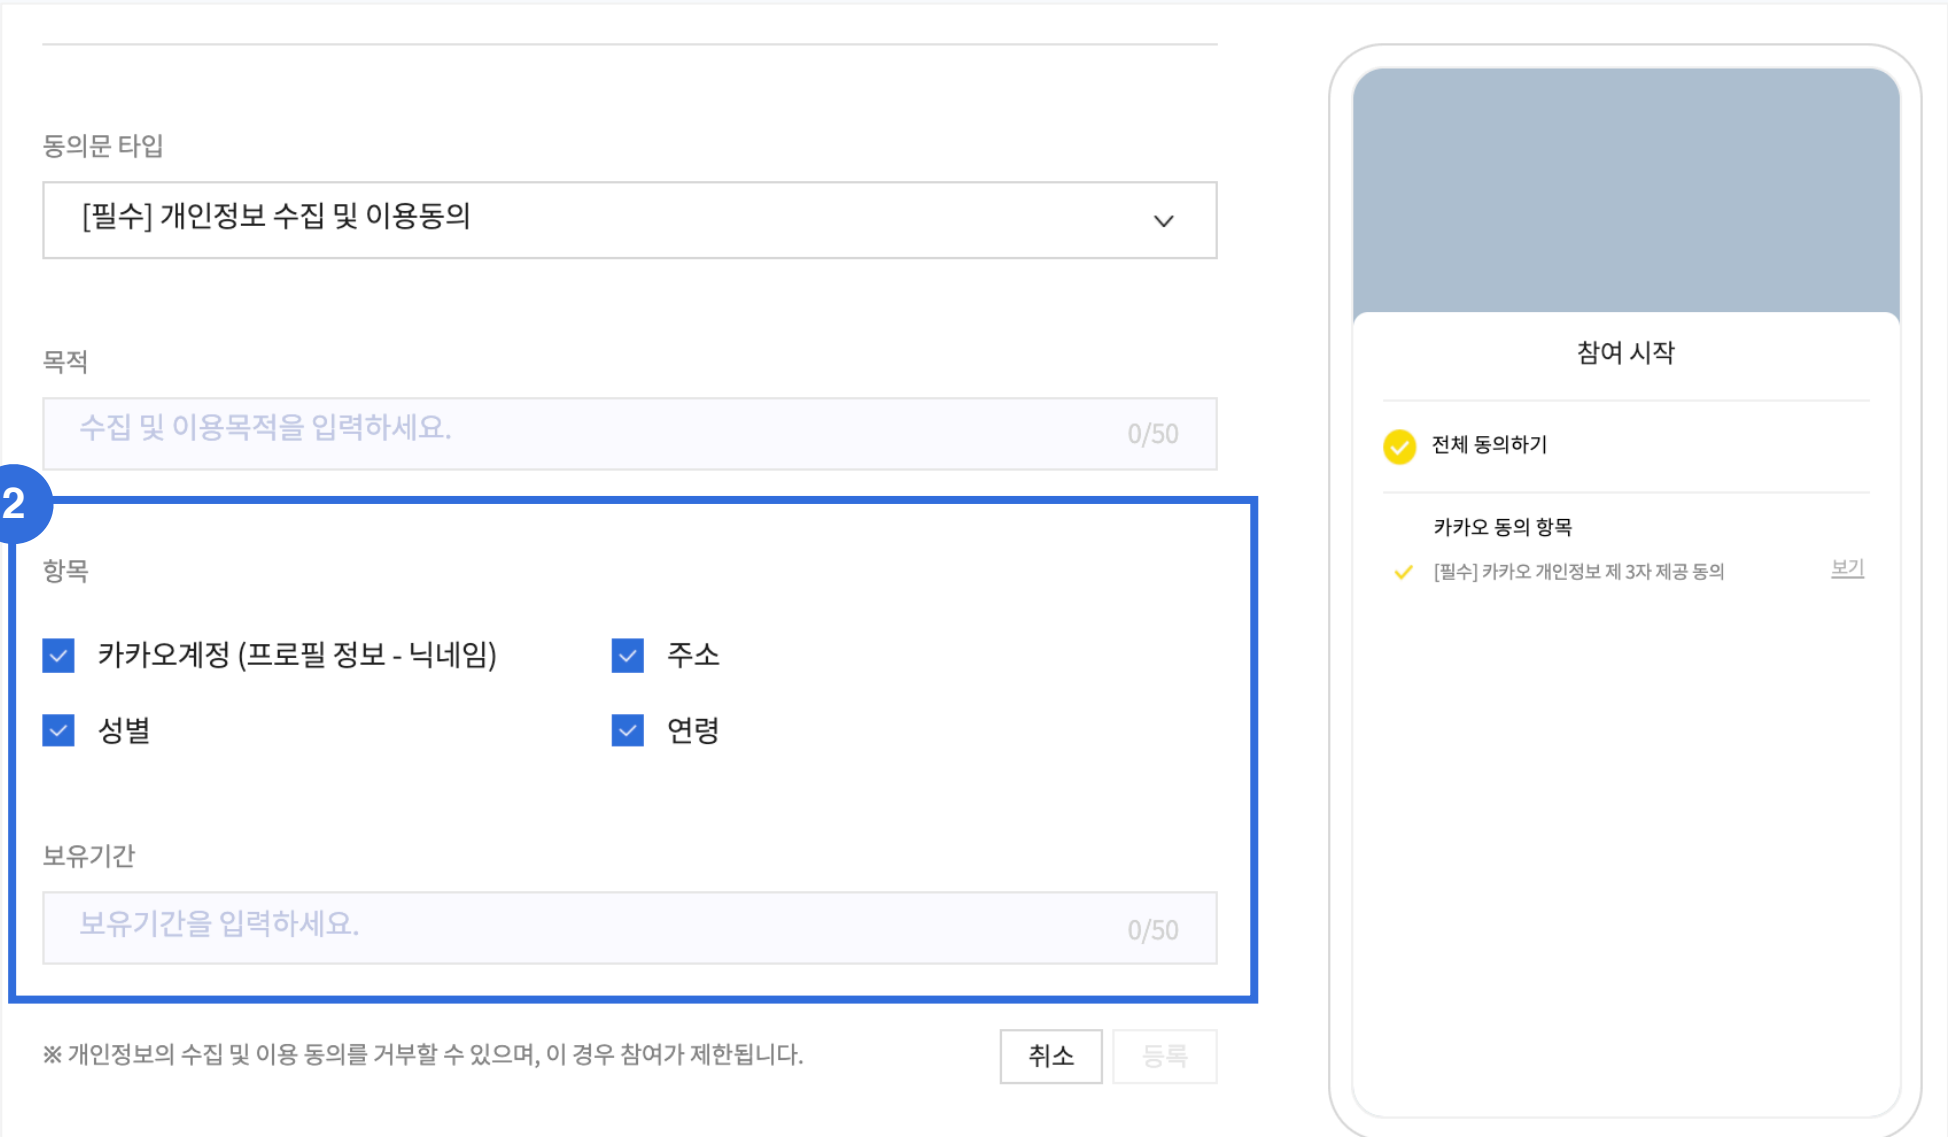 동의문 타입
[필수] 개인정보 수집 및 이용동의
목적
수집 및 이용목적을 입력하세요.
0/50
2
항목
카카오계정 (프로필 정보 - 닉네임)
주소
성별
연령
보유기간
보유기간을 입력하세요.
0/50
※ 개인정보의 수집 및 이용 동의를 거부할 수 있으며, 이 경우 참여가 제한됩니다.
취소
등록
참여 시작
전체 동의하기
카카오 동의 항목
[필수] 카카오 개인정보 제 3자 제공 동의
보기